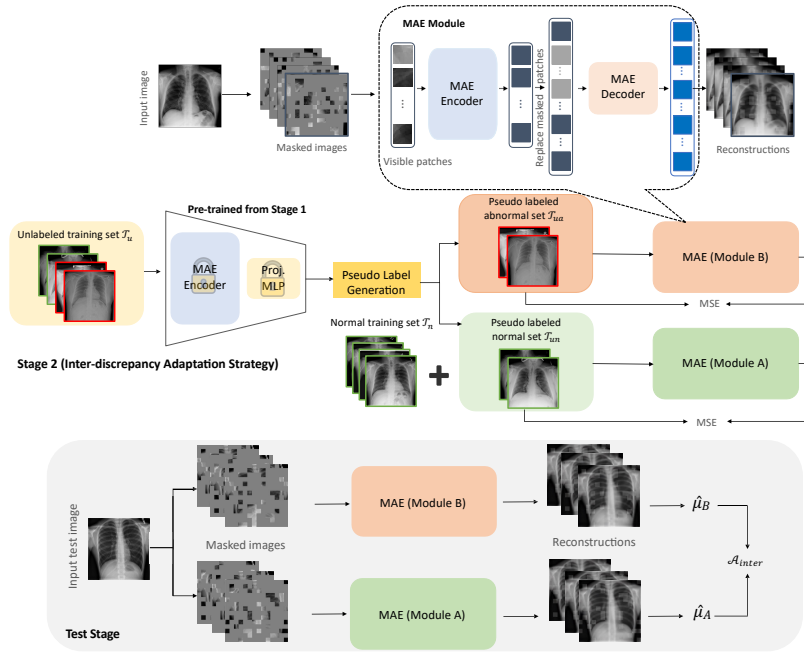 MAE Module
Input image
Masked images
Visible patches
MAE
Encoder
Replace masked patches
MAE
Decoder
Reconstructions
Pre-trained from Stage 1
Unlabeled training set 𝒯u
MAE
Encoder
Proj.
MLP
Pseudo Label
Generation
Pseudo labeled
abnormal set 𝒯ua
MAE (Module B)
MSE
Normal training set 𝒯n
Pseudo labeled
normal set 𝒯un
MAE (Module A)
MSE
Stage 2 (Inter-discrepancy Adaptation Strategy)
Input test image
Masked images
MAE (Module B)
Reconstructions
μ̂B
𝒜inter
MAE (Module A)
μ̂A
Test Stage